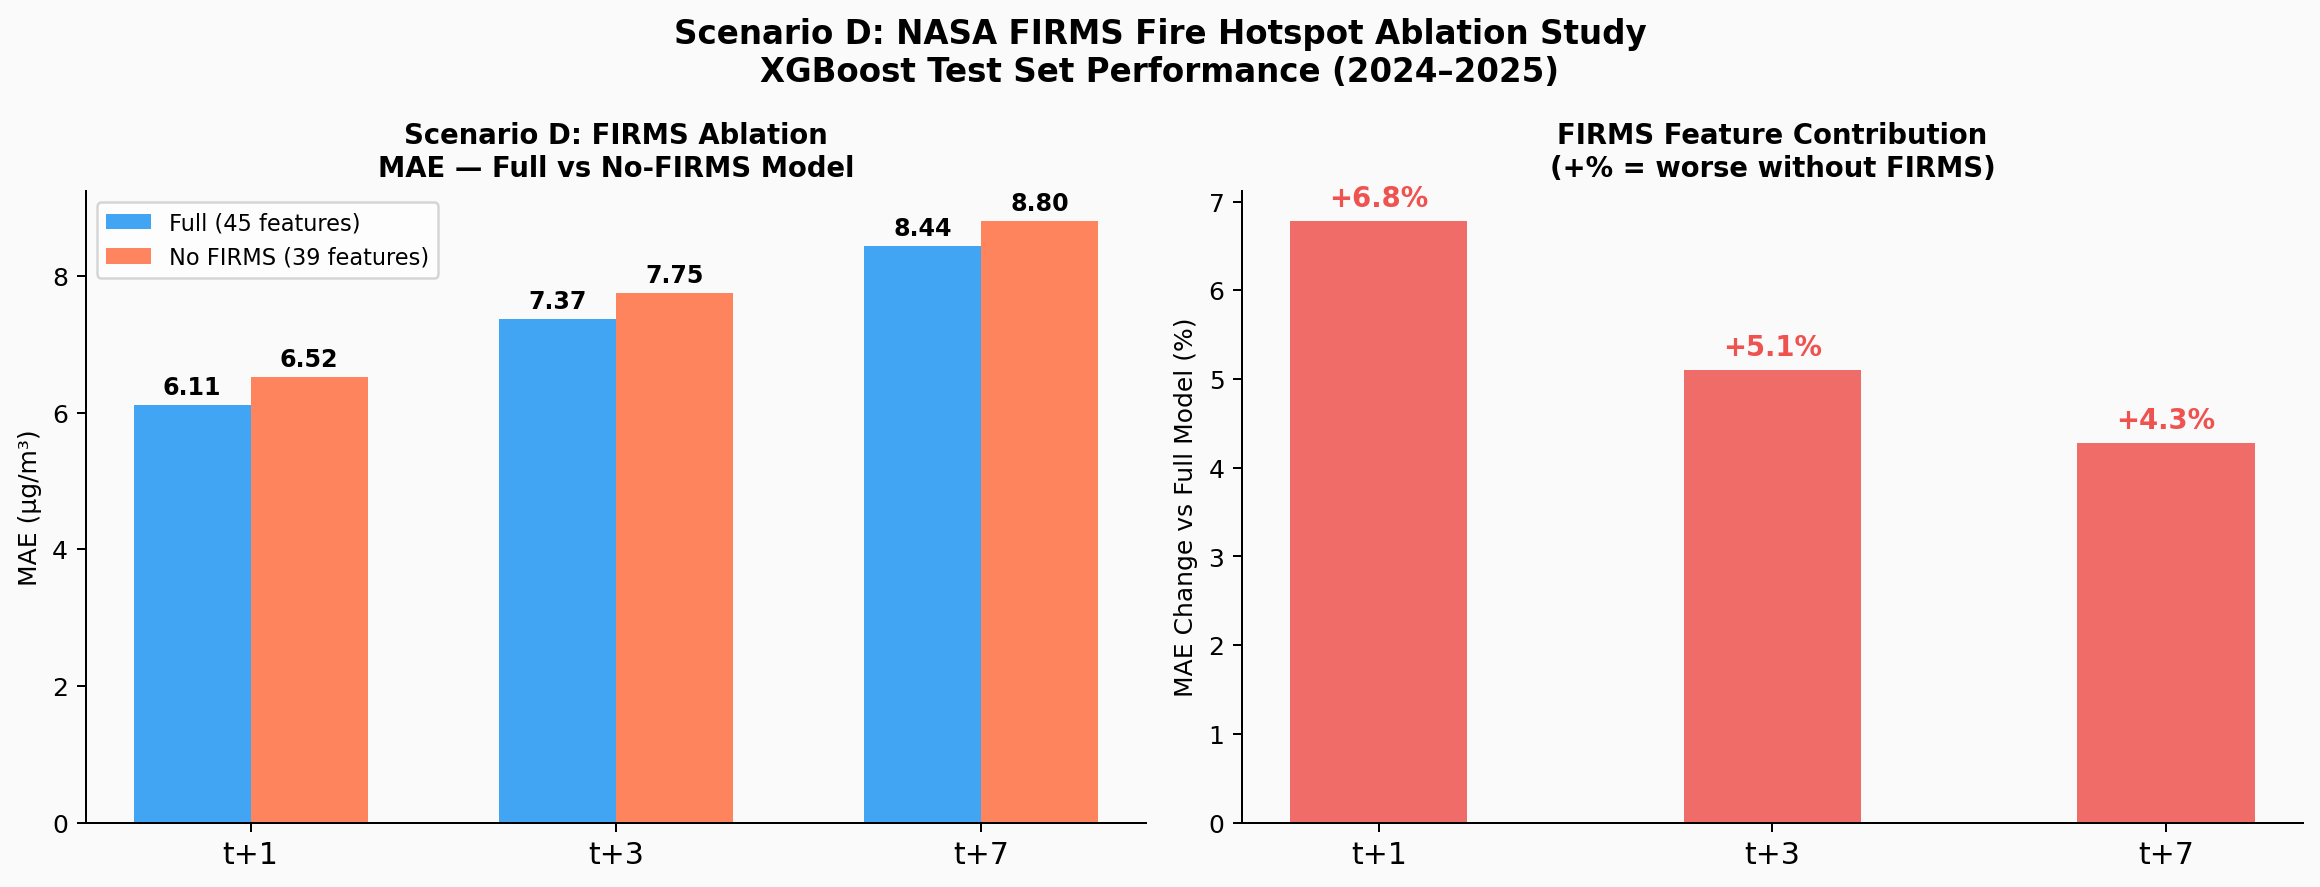 Scenario D: NASA FIRMS Fire Hotspot Ablation Study
XGBoost Test Set Performance (2024–2025)
Scenario D: FIRMS Ablation
MAE — Full vs No-FIRMS Model
Full (45 features)
No FIRMS (39 features)
MAE (µg/m³)
8
6
4
2
0
6.11
6.52
7.37
7.75
8.44
8.80
t+1
t+3
t+7
FIRMS Feature Contribution
(+% = worse without FIRMS)
MAE Change vs Full Model (%)
7
6
5
4
3
2
1
0
+6.8%
+5.1%
+4.3%
t+1
t+3
t+7